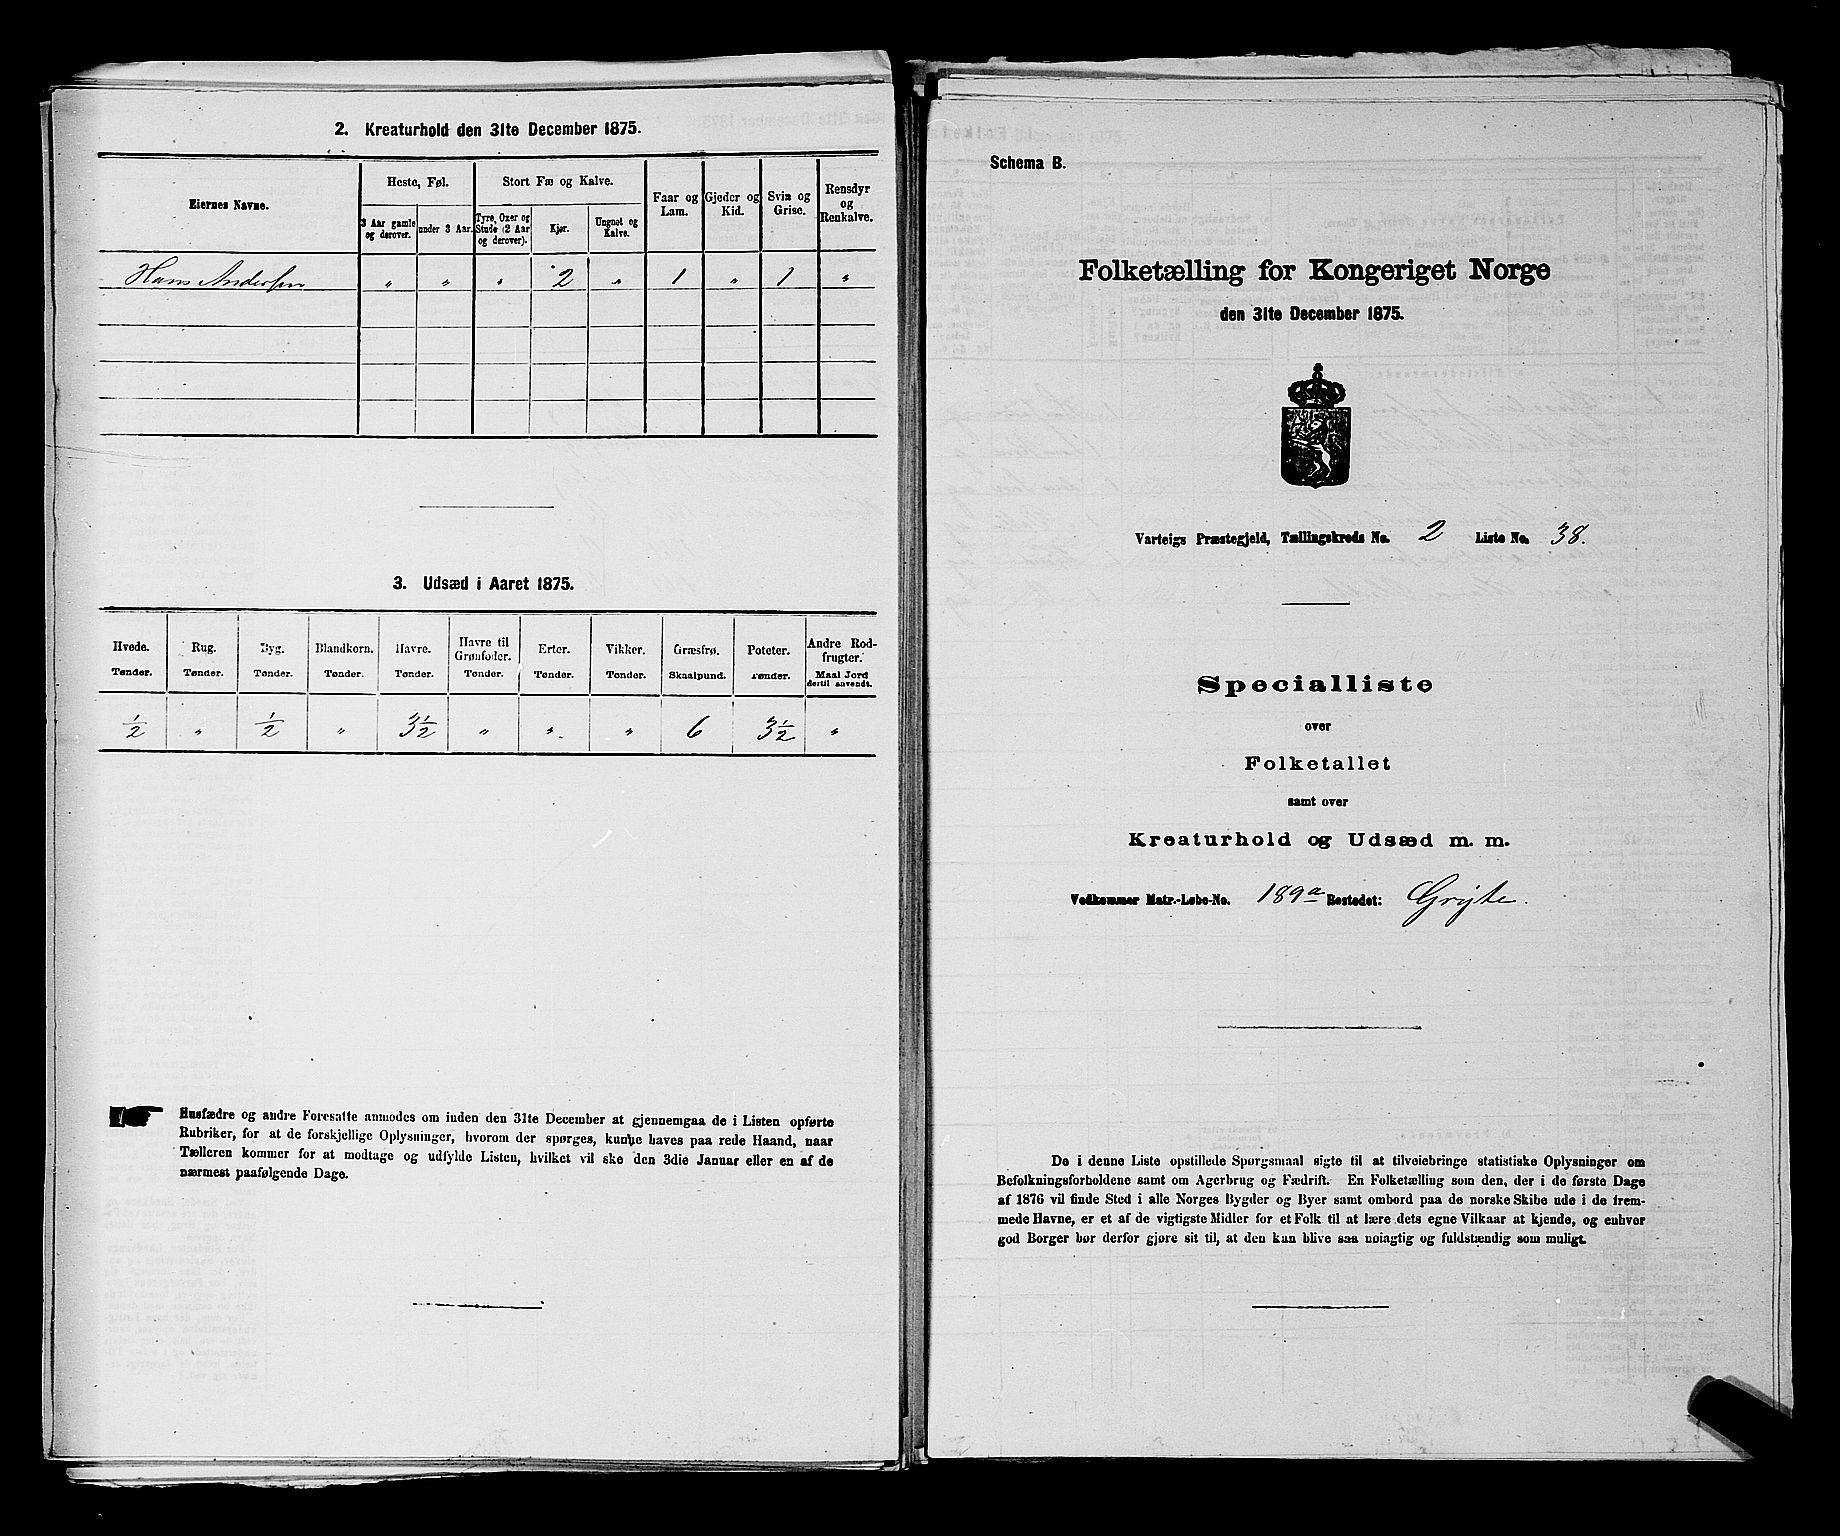 2. Kreaturhold den 31te December 1875.
Eiernes Navne.
Heste, Føl.
3 Aar gamle og derover.
under 3 Aar.
Stort Fæ og Kalve.
Tyre, Oxer og Stude (2 Aar og derover).
Kjør.
Ungnøt og Kalve.
Faar og Lam.
Gjeder og Kid.
Svin og Grise.
Rensdyr og Renkalve.
Hans Andersen " " " 2 " 1 " 1 "
3. Udsæd i Aaret 1875.
Hvede. Rug. Byg. Blandkorn. Havre. Havre til Grønfoder. Erter. Vikker. Græsfrø. Poteter. Andre Rodfrugter.
Tønder. Tønder. Tønder. Tønder. Tønder. Tønder. Tønder. Tønder. Skaalpund. Tønder. Maal Jord dertil anvendt.
½ " ½ " 3½ " " " 6 3½ "
Husfædre og andre Foresatte anmodes om inden den 31te December at gjennemgaa de i Listen opførte
Rubriker, for at de forskjellige Oplysninger, hvorom der spørges, kunne haves paa rede Haand, naar
Tælleren kommer for at modtage og udfylde Listen, hvilket vil ske den 3die Januar eller en af de
nærmest paafølgende Dage.
Schema B.
Folketælling for Kongeriget Norge
den 31te December 1875.
Varteigs Præstegjeld, Tællingskreds No. 2 Liste No. 38.
Specialliste
over
Folketallet
samt over
Kreaturhold og Udsæd m. m.
Vedkommer Matr.-Løbe-No. 189a Bostedet: Gryte.
De i denne Liste opstillede Spørgsmaal sigte til at tilveiebringe statistiske Oplysninger om
Befolkningsforholdene samt om Agerbrug og Fædrift. En Folketælling som den, der i de første Dage
af 1876 vil finde Sted i alle Norges Bygder og Byer samt ombord paa de norske Skibe ude i de frem-
mede Havne, er et af de vigtigste Midler for et Folk til at lære dets egne Vilkaar at kjende, og enhver
god Borger bør derfor gjøre sit til, at den kan blive saa nøiagtig og fuldstændig som muligt.